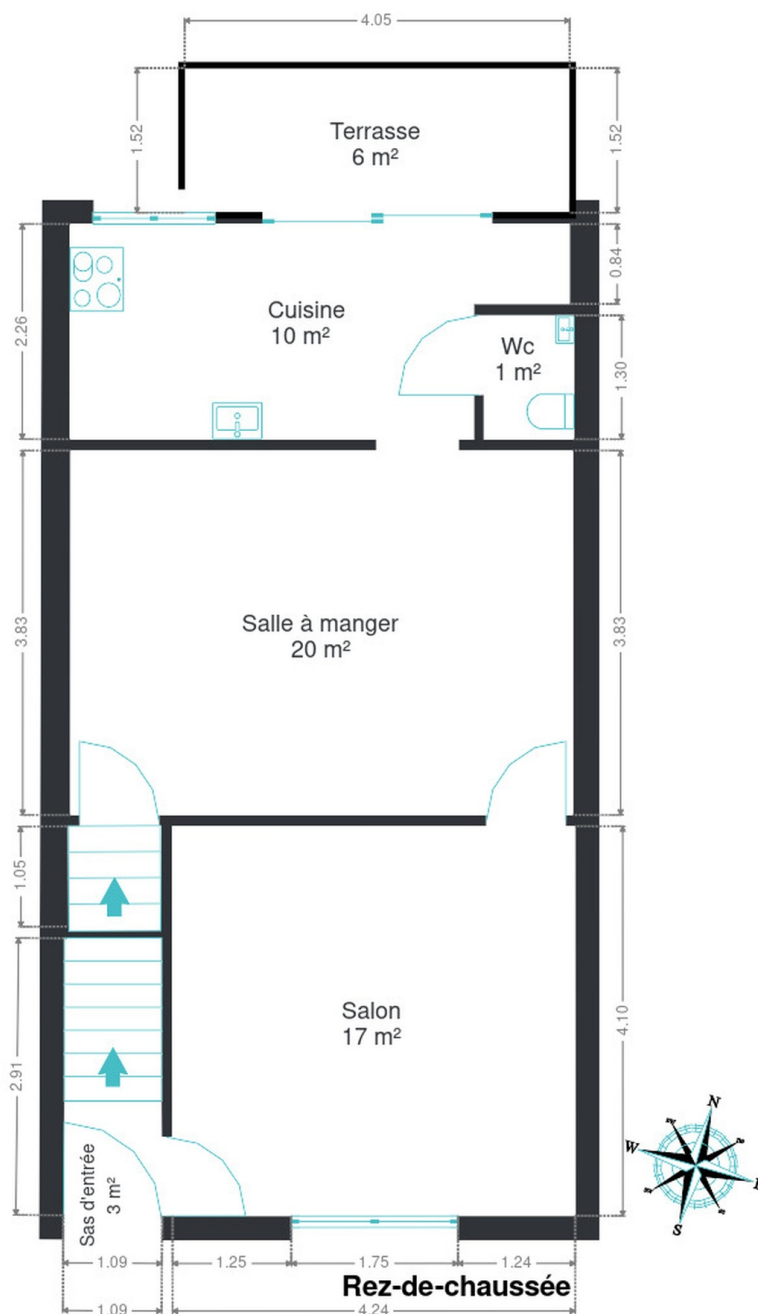 4.05
1.52
1.52
Terrasse
6 m²
0.84
2.26
Cuisine
10 m²
Wc
1 m²
1.30
3.83
3.83
Salle à manger
20 m²
1.05
Salon
17 m²
4.10
2.91
Sas d'entrée
3 m²
N
W
S
1.09
1.25
1.75
1.24
Rez-de-chaussée
1.09
4.24